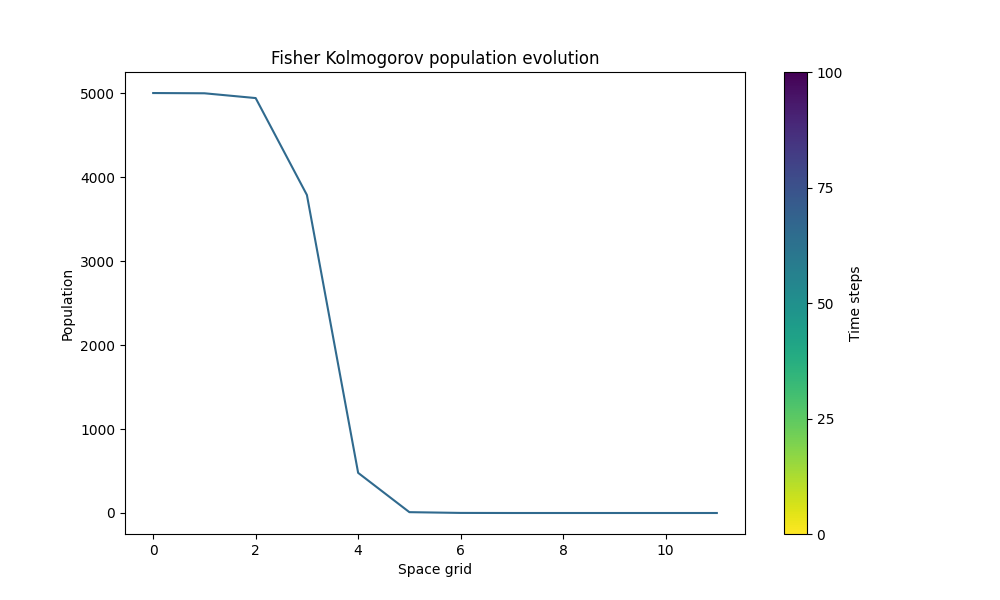 Fisher Kolmogorov population evolution
Population
5000
4000
3000
2000
1000
0
0 2 4 6 8 10
Space grid
100
75
50
25
0
Time steps